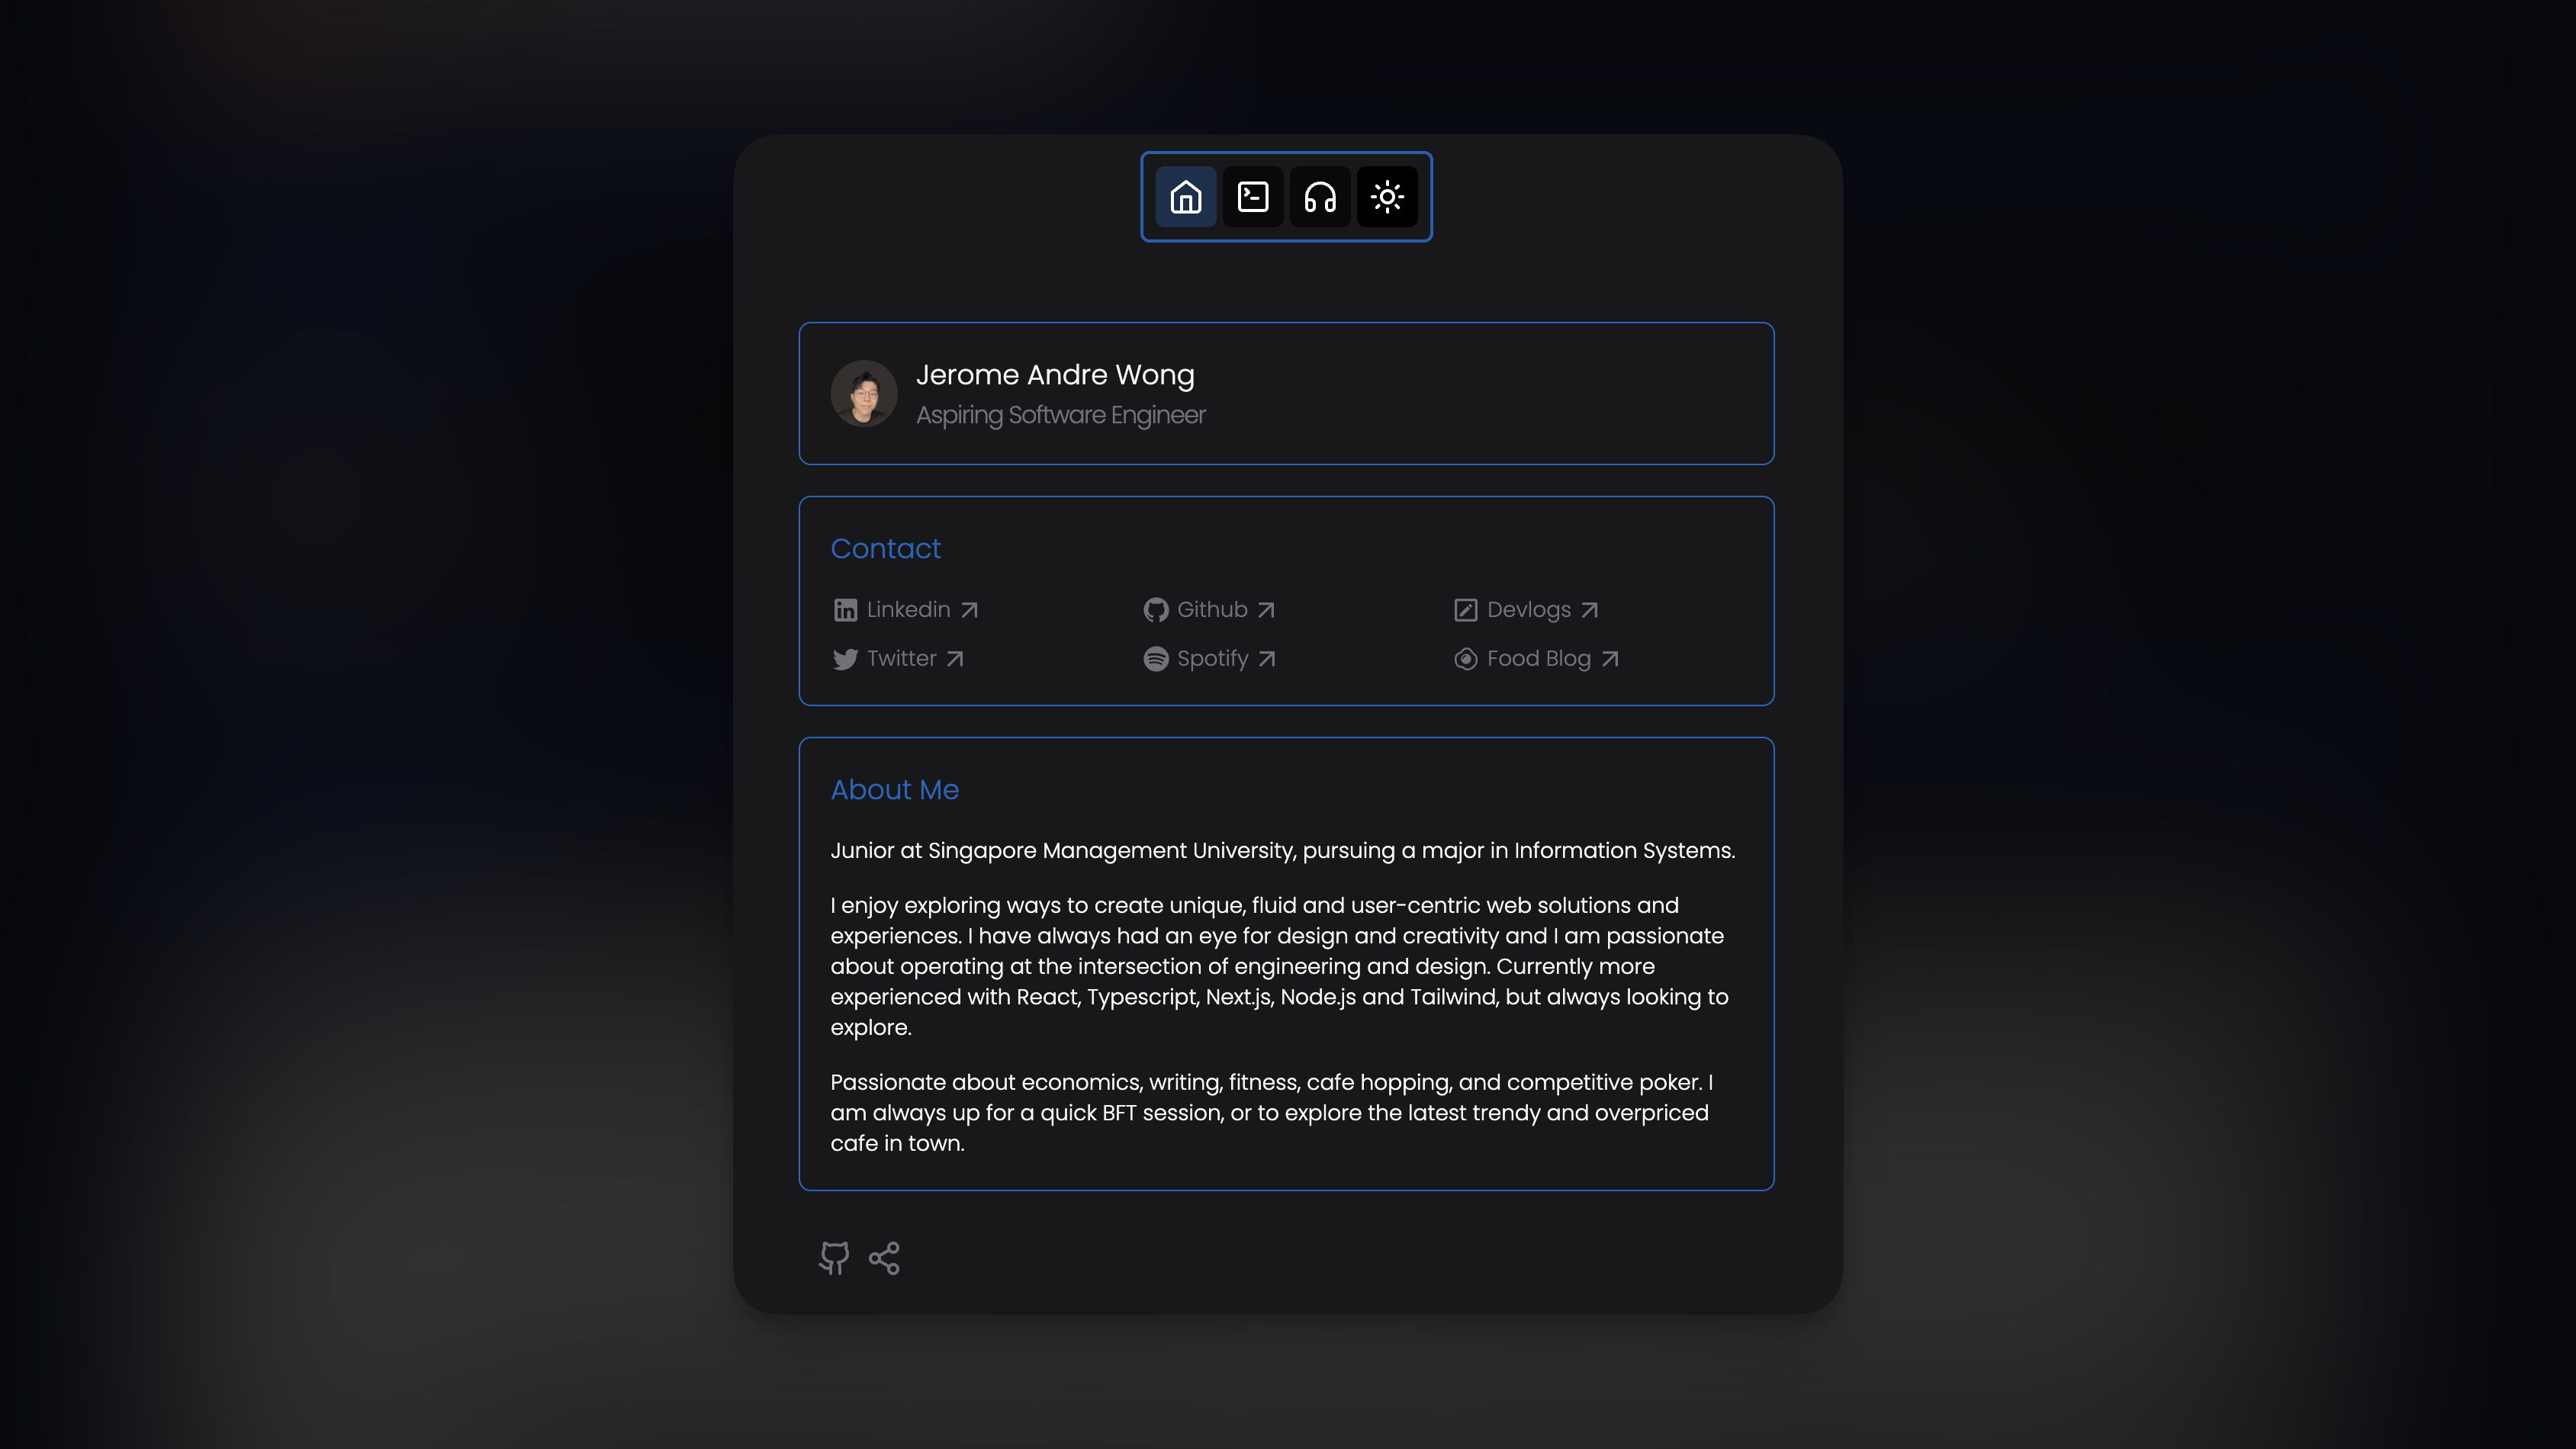 Jerome Andre Wong
Aspiring Software Engineer
Contact
Linkedin
Github
Devlogs
Twitter
Spotify
Food Blog
About Me
Junior at Singapore Management University, pursuing a major in Information Systems.
I enjoy exploring ways to create unique, fluid and user-centric web solutions and
experiences. I have always had an eye for design and creativity and I am passionate
about operating at the intersection of engineering and design. Currently more
experienced with React, Typescript, Next.js, Node.js and Tailwind, but always looking to
explore.
Passionate about economics, writing, fitness, cafe hopping, and competitive poker. I
am always up for a quick BFT session, or to explore the latest trendy and overpriced
cafe in town.